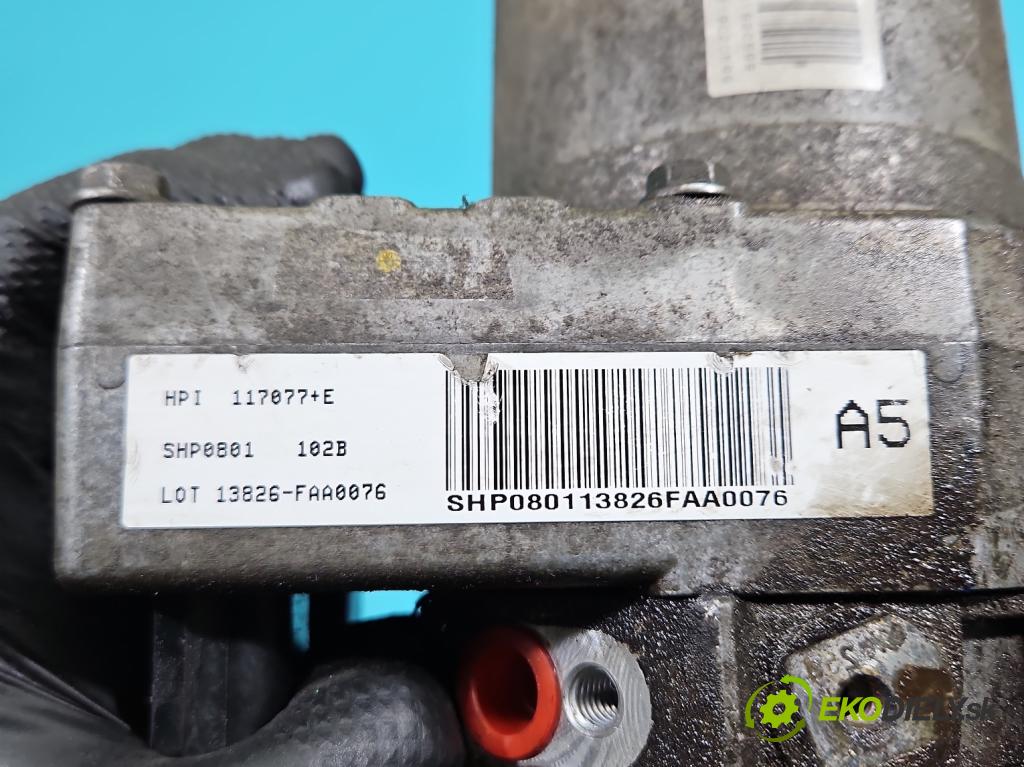 HPI 117077+E
SHP0801 102B
LOT 13826-FAA0076
SHP080113826FAA0076
A5
EKODIELY.sk